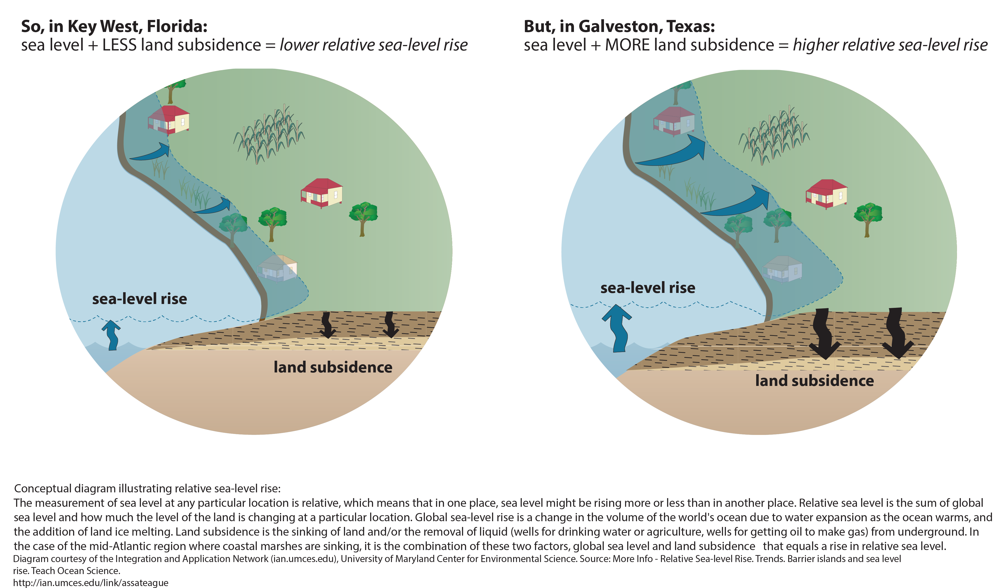 So, in Key West, Florida:
sea level + LESS land subsidence = lower relative sea-level rise
But, in Galveston, Texas:
sea level + MORE land subsidence = higher relative sea-level rise
sea-level rise
land subsidence
sea-level rise
land subsidence
Conceptual diagram illustrating relative sea-level rise:
The measurement of sea level at any particular location is relative, which means that in one place, sea level might be rising more or less than in another place. Relative sea level is the sum of global
sea level and how much the level of the land is changing at a particular location. Global sea-level rise is a change in the volume of the world's ocean due to water expansion as the ocean warms, and
the addition of land ice melting. Land subsidence is the sinking of land and/or the removal of liquid (wells for drinking water or agriculture, wells for getting oil to make gas) from underground. In
the case of the mid-Atlantic region where coastal marshes are sinking, it is the combination of these two factors, global sea level and land subsidence that equals a rise in relative sea level.
Diagram courtesy of the Integration and Application Network (ian.umces.edu), University of Maryland Center for Environmental Science. Source: More Info - Relative Sea-level Rise. Trends. Barrier islands and sea level
rise. Teach Ocean Science.
http://ian.umces.edu/link/assateague